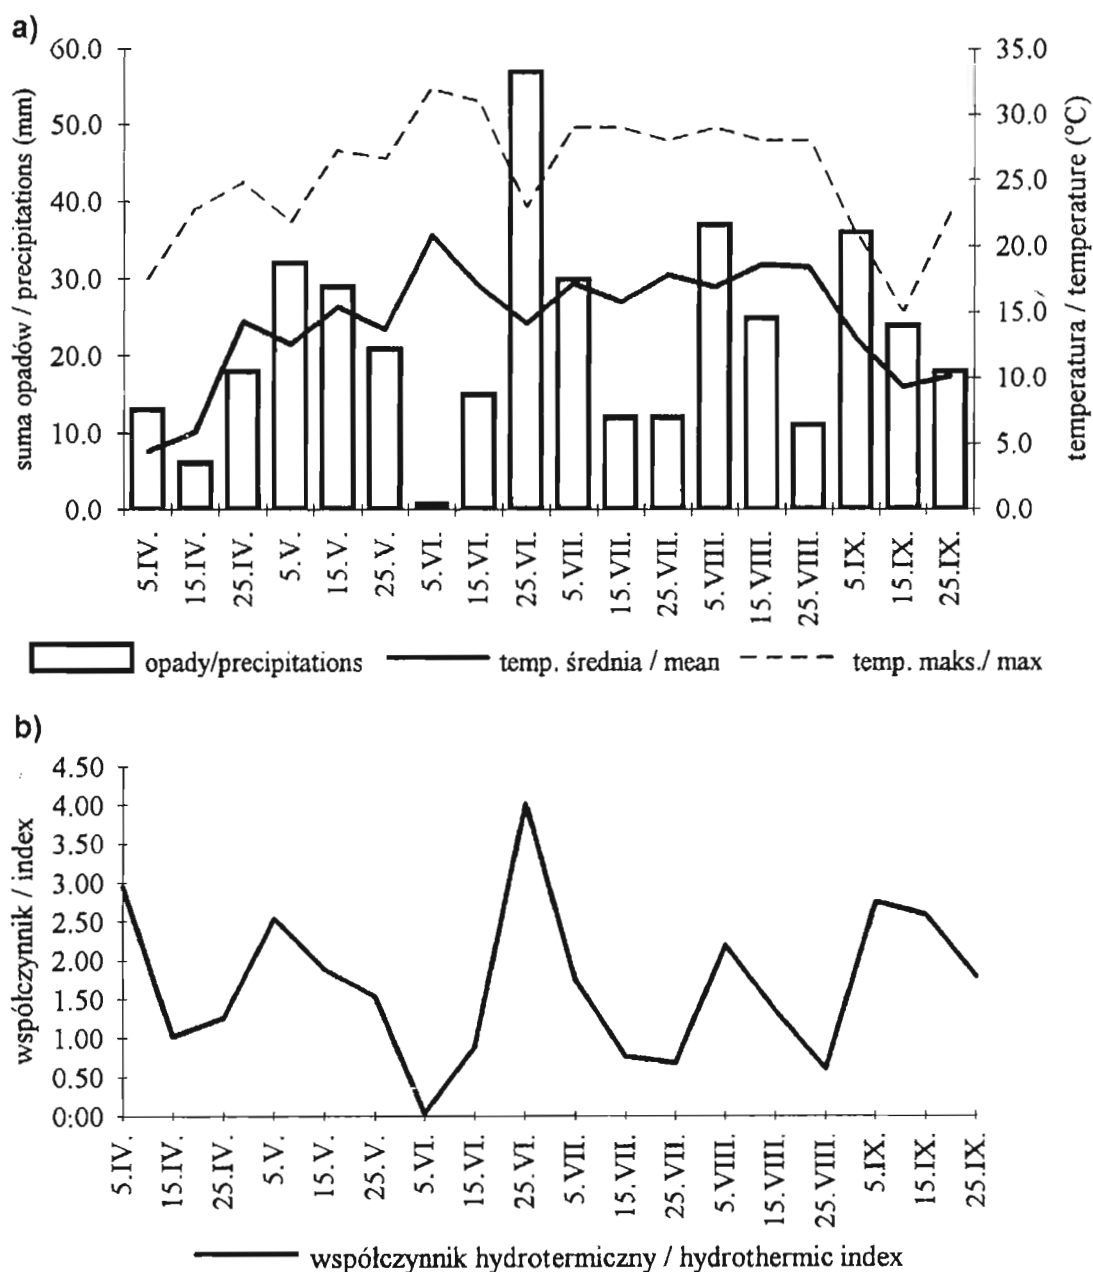 a)
suma opadów / precipitations (mm)
60.0
50.0
40.0
30.0
20.0
10.0
0.0
35.0
30.0
25.0
20.0
15.0
10.0
5.0
0.0
temperatura / temperature (°C)
5.IV.
15.IV.
25.IV.
5. V.
15. V.
25. V.
5. VI.
15. VI.
25. VI.
5. VII.
15. VII.
25. VII.
5. VIII.
15. VIII.
25. VIII.
5.IX.
15.IX.
25.IX.
opady/precipitations temp. średnia / mean temp. maks./ max
b)
współczynnik / index
4.50
4.00
3.50
3.00
2.50
2.00
1.50
1.00
0.50
0:00
5.IV.
15.IV.
25.IV.
5. V.
15. V.
25. V.
5. VI.
15. VI.
25. VI.
5. VII.
15. VII.
25. VII.
5. VIII.
15. VIII.
25. VIII.
5.IX.
15.IX.
25.IX.
współczynnik hydrotermiczny / hydrothermic index